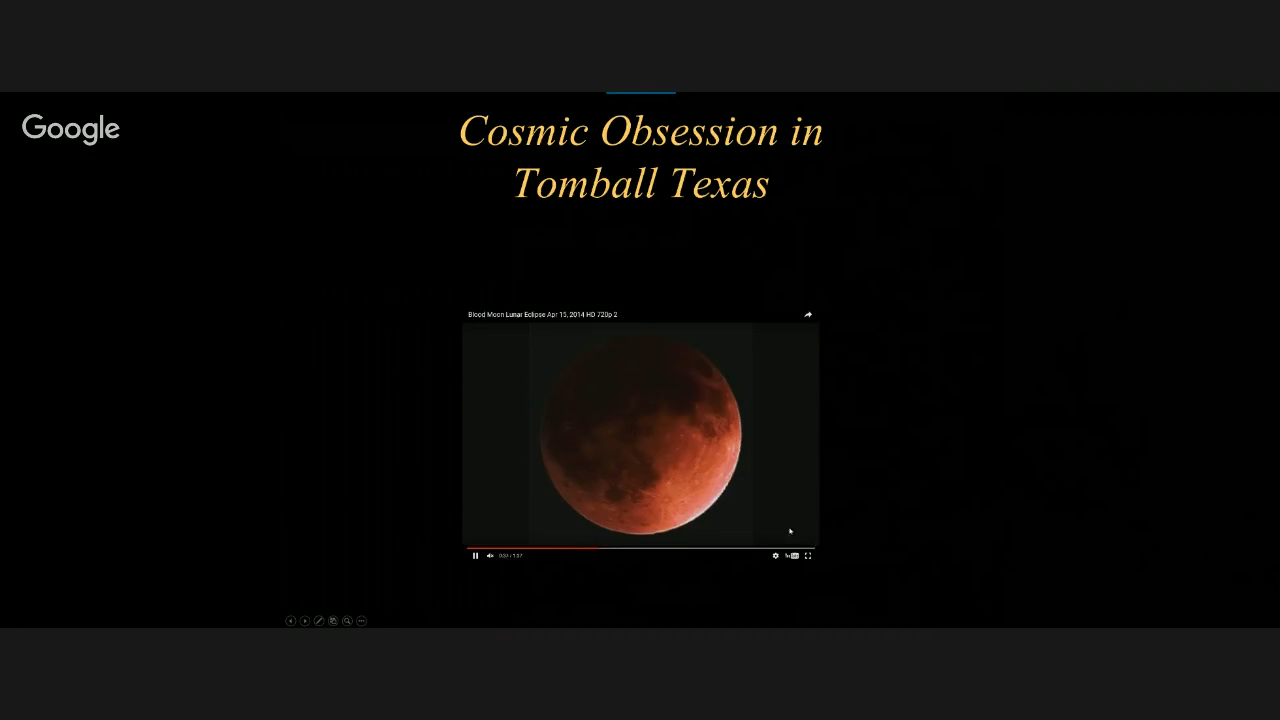 Google
Cosmic Obsession in
Tomball Texas
Blood Moon Lunar Eclipse Apr 15, 2014 HD 720p 2